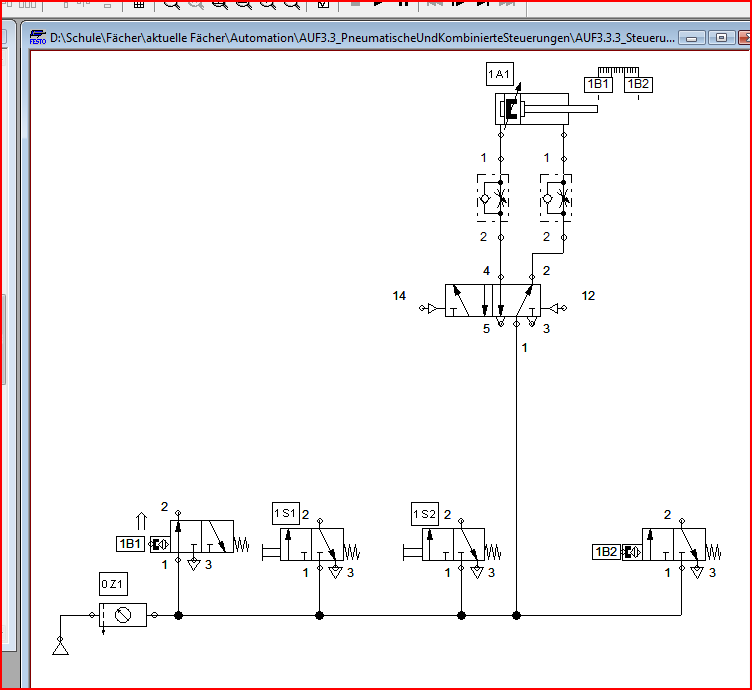 FESTO D:\Schule\Fächer\aktuelle Fächer\Automation\AUF3.3_PneumatischeUndKombinierteSteuerungen\AUF3.3.3_Steueru...
1A1
1B1 1B2
1 1
2 2
4 2
14 12
5 3
1
2
1S1 2
1S2 2
2
1B1
1B2
1 3
1 3
1 3
1 3
0Z1